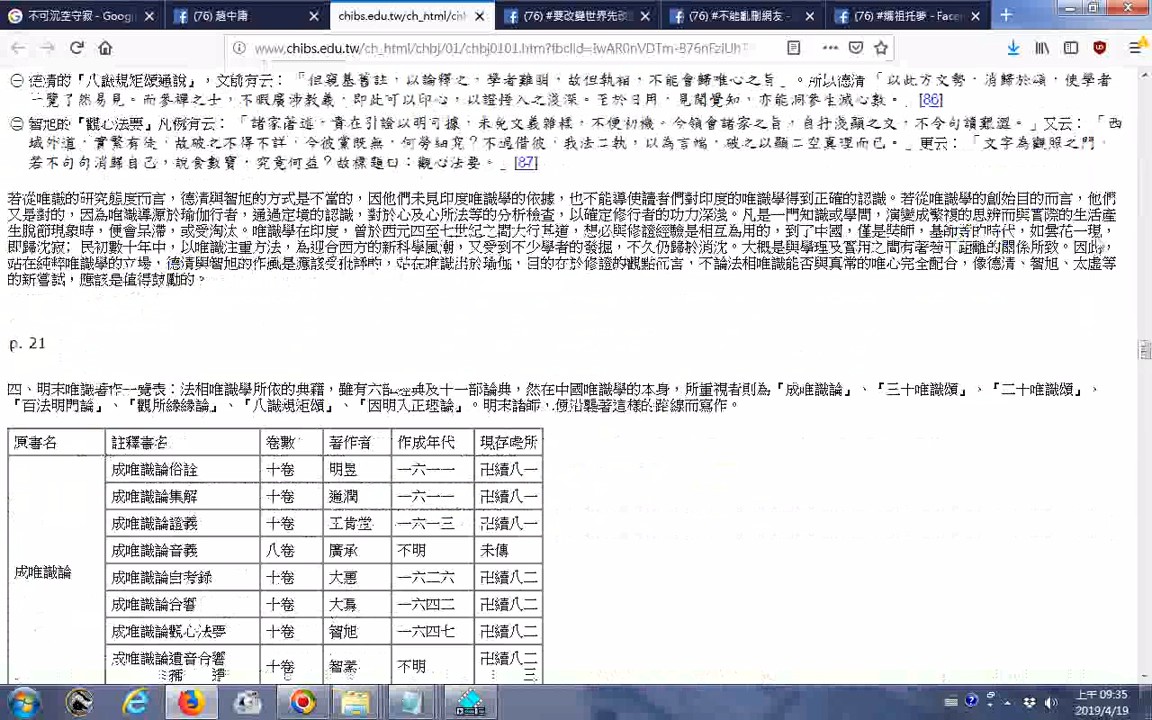 不可沉空守寂 - Goog
(76) 趙中庸
chibs.edu.tw/ch_html/chb
(76) #要改變世界先改
(76) #不能亂刪網友 -
(76) #媽祖托夢 - Face
www.chibs.edu.tw/ch_html/chbj/01/chbj0101.htm?fbclid=IwAR0nVDTm-876nFziUhT
㊀ 德清的『八識規矩頌通說』，文前有云：「但窺基舊註，以論釋之，學者難明，故但執相，不能會歸唯心之旨」。所以德清「以此方文勢，消歸於頌，使學者
一覽了然易見。而參禪之士，不暇廣涉教義，即此可以印心，以證悟入之淺深。至於日用，見聞覺知，亦能洞參生滅心數。」[86]
㊁ 智旭的『觀心法要』凡例有云：「諸家著述，貴在引證以明可據，未免文義雜糅，不便初機。今領會諸家之旨，自抒淺顯之文，不令句讀艱澀。」又云：「西
域外道，實繁有徒，故破之不得不詳，今彼黨既無，何勞細究？不過借彼，我法二執，以為言端，破之以顯二空真理而已。」更云：「文字為觀照之門，
若不句句消歸自己，說食數寶，究竟何益？故標題曰：觀心法要。」[87]
若從唯識的研究態度而言，德清與智旭的方式是不當的，因他們未見印度唯識學的依據，也不能導使讀者們對印度的唯識學得到正確的認識。若從唯識學的創始目的而言，他們
又是對的，因為唯識導源於瑜伽行者，通過定境的認識，對於心及心所法等的分析檢查，以確定修行者的功力深淺。凡是一門知識或學問，演變成繁複的思辨而與實際的生活產
生脫節現象時，便會呆滯，或受淘汰。唯識學在印度，曾於西元四至七世紀之間大行其道，想必與修證經驗是相互為用的，到了中國，僅是奘師，基師等的時代，如曇花一現，
即歸沈寂；民初數十年中，以唯識注重方法，為迎合西方的新科學風潮，又受到不少學者的發掘，不久仍歸於消沉。大概是與學理及實用之間有著若干距離的關係所致。因此，
站在純粹唯識學的立場，德清與智旭的作風是應該受批評的，站在唯識出於瑜伽，目的在於修證的觀點而言，不論法相唯識能否與真常的唯心完全配合，像德清、智旭、太虛等
的新嘗試，應該是值得鼓勵的。
p. 21
四、明末唯識著作一覽表：法相唯識學所依的典籍，雖有六部經典及十一部論典，然在中國唯識學的本身，所重視者則為『成唯識論』、『三十唯識頌』、『二十唯識頌』、
『百法明門論』、『觀所緣緣論』、『八識規矩頌』、『因明入正理論』。明末諸師，便沿襲著這樣的路線而寫作。
原書名 註釋書名 卷數 著作者 作成年代 現存處所
成唯識論俗詮 十卷 明昱 一六一一 卍續八一
成唯識論集解 十卷 通潤 一六一一 卍續八一
成唯識論證義 十卷 王肯堂 一六一三 卍續八一
成唯識論音義 八卷 廣承 不明 未傳
成唯識論
成唯識論自考錄 十卷 大惠 一六二六 卍續八二
成唯識論合響 十卷 大真 一六四二 卍續八二
成唯識論觀心法要 十卷 智旭 一六四七 卍續八二
成唯識論遺音合響 十卷 智素 不明 卍續八二
上午 09:35
2019/4/19